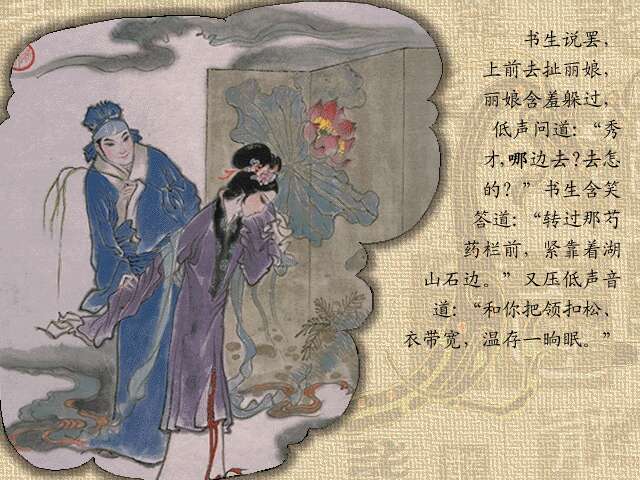 书生说罢，
上前去扯丽娘，
丽娘含羞躲过，
低声问道：“秀
才，哪边去？去怎
的？”书生含笑
答道：“转过那芍
药栏前，紧靠着湖
山石边。”又压低声音
道：“和你把领扣松、
衣带宽，温存一晌眠。”